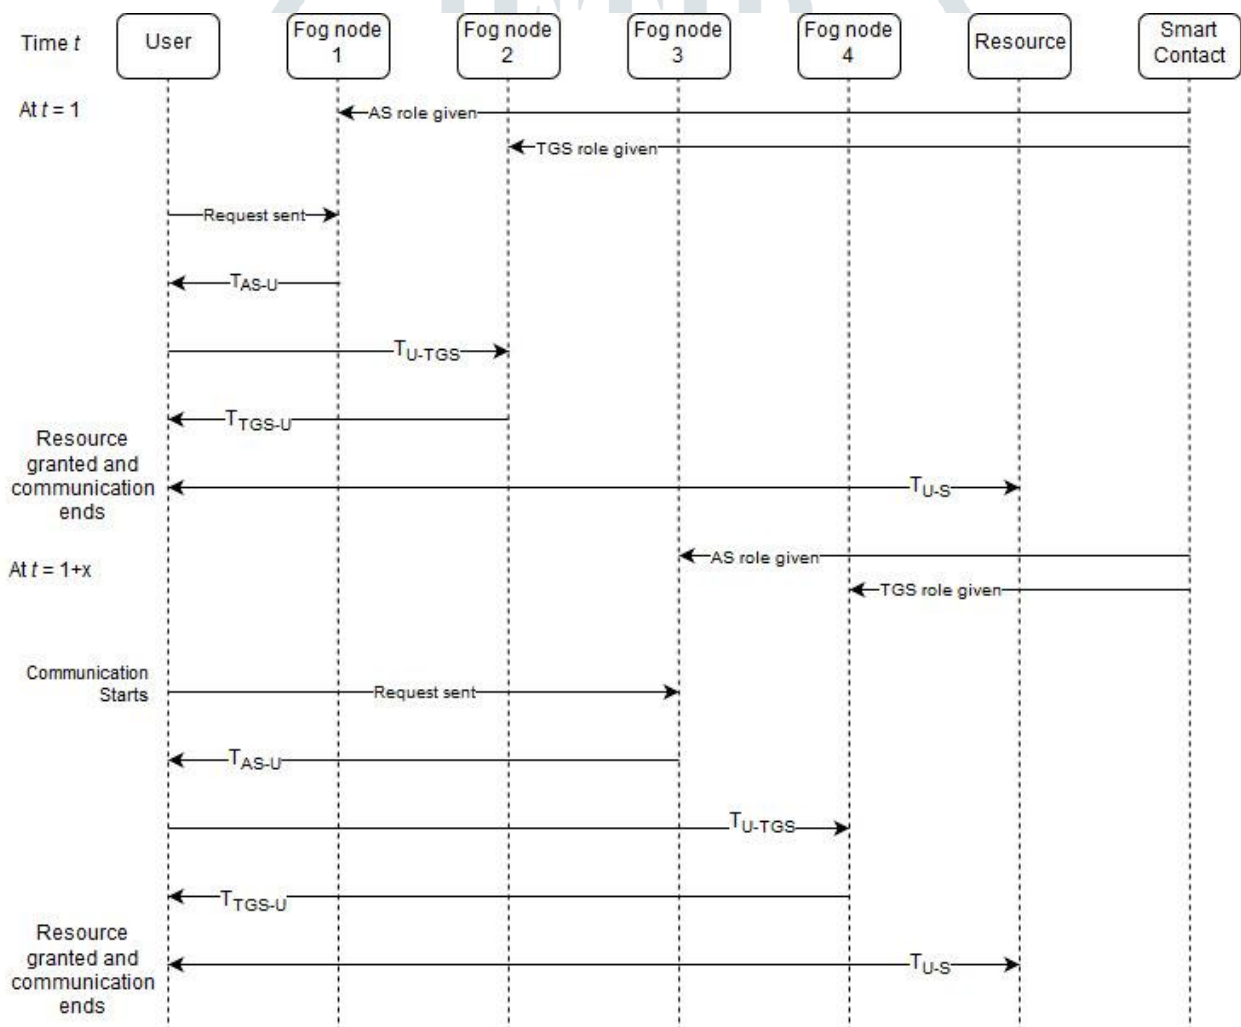 Time t
User
Fog node
1
Fog node
2
Fog node
3
Fog node
4
Resource
Smart
Contact
At t = 1
AS role given
TGS role given
Request sent
TAS-U
TU-TGS
TTGS-U
Resource
granted and
communication
ends
TU-S
At t = 1+x
AS role given
TGS role given
Communication
Starts
Request sent
TAS-U
TU-TGS
TTGS-U
Resource
granted and
communication
ends
TU-S